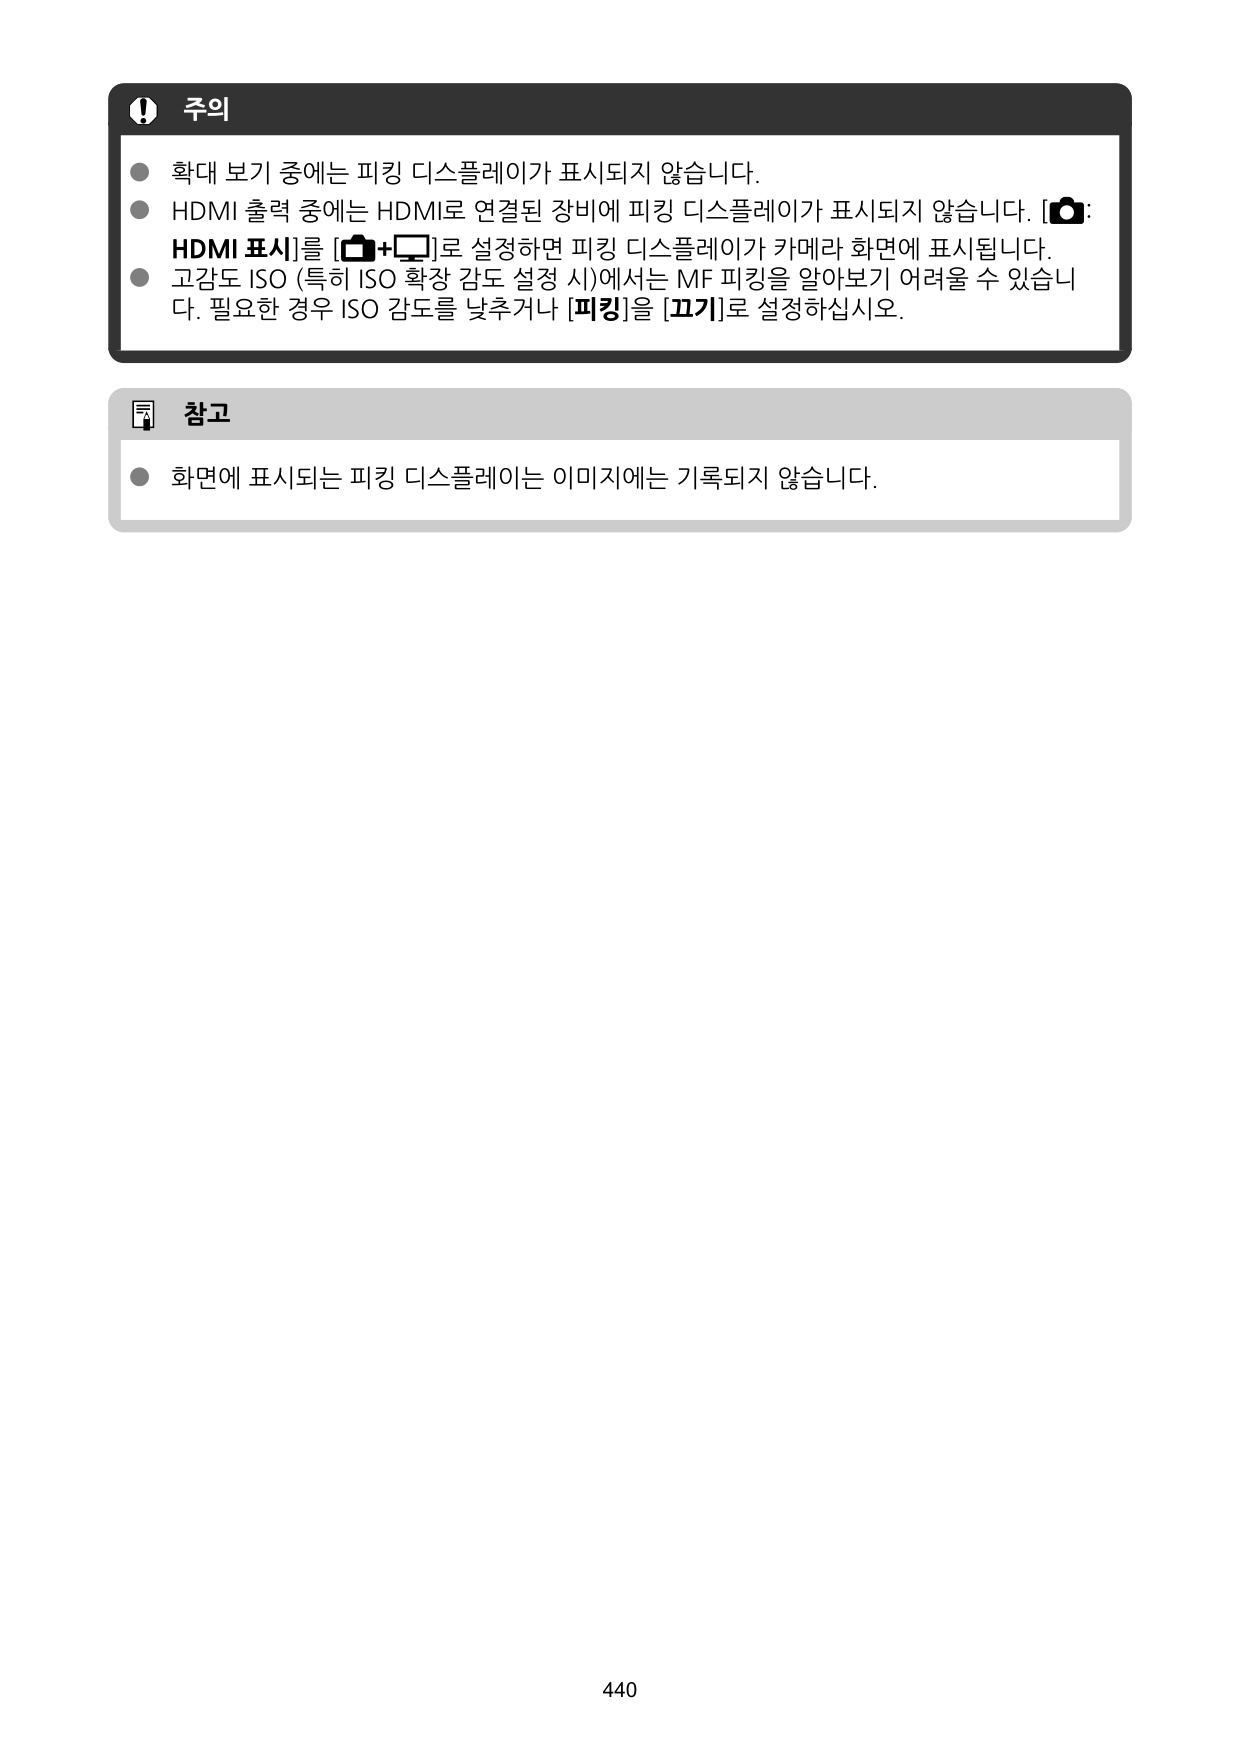 주의
확대 보기 중에는 피킹 디스플레이가 표시되지 않습니다.
HDMI 출력 중에는 HDMI로 연결된 장비에 피킹 디스플레이가 표시되지 않습니다. [:
HDMI 표시]를 [+]로 설정하면 피킹 디스플레이가 카메라 화면에 표시됩니다.
고감도 ISO (특히 ISO 확장 감도 설정 시)에서는 MF 피킹을 알아보기 어려울 수 있습니
다. 필요한 경우 ISO 감도를 낮추거나 [피킹]을 [끄기]로 설정하십시오.
참고
화면에 표시되는 피킹 디스플레이는 이미지에는 기록되지 않습니다.
440